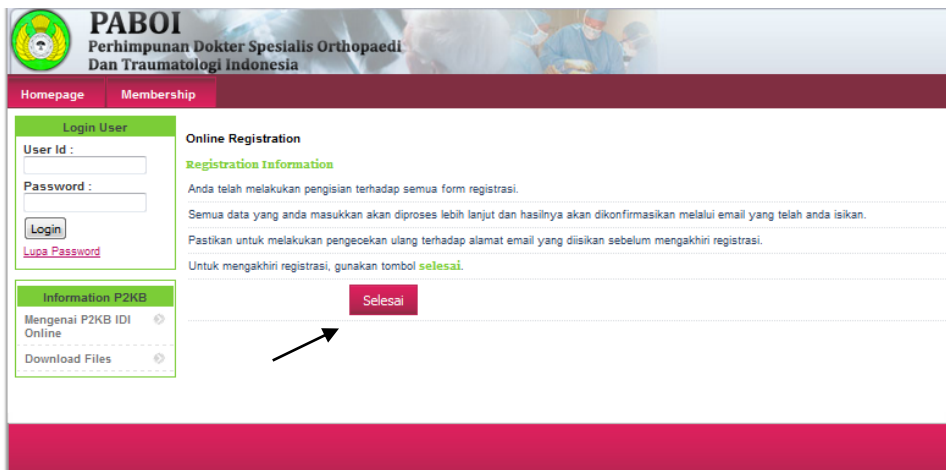 PABOI
Perhimpunan Dokter Spesialis Orthopaedi
Dan Traumatologi Indonesia
Homepage Membership
Login User
User Id :
Password :
Login
Lupa Password
Information P2KB
Mengenai P2KB IDI
Online
Download Files
Online Registration
Registration Information
Anda telah melakukan pengisian terhadap semua form registrasi.
Semua data yang anda masukkan akan diproses lebih lanjut dan hasilnya akan dikonfirmasikan melalui email yang telah anda isikan.
Pastikan untuk melakukan pengecekan ulang terhadap alamat email yang diisikan sebelum mengakhiri registrasi.
Untuk mengakhiri registrasi, gunakan tombol selesai.
Selesai